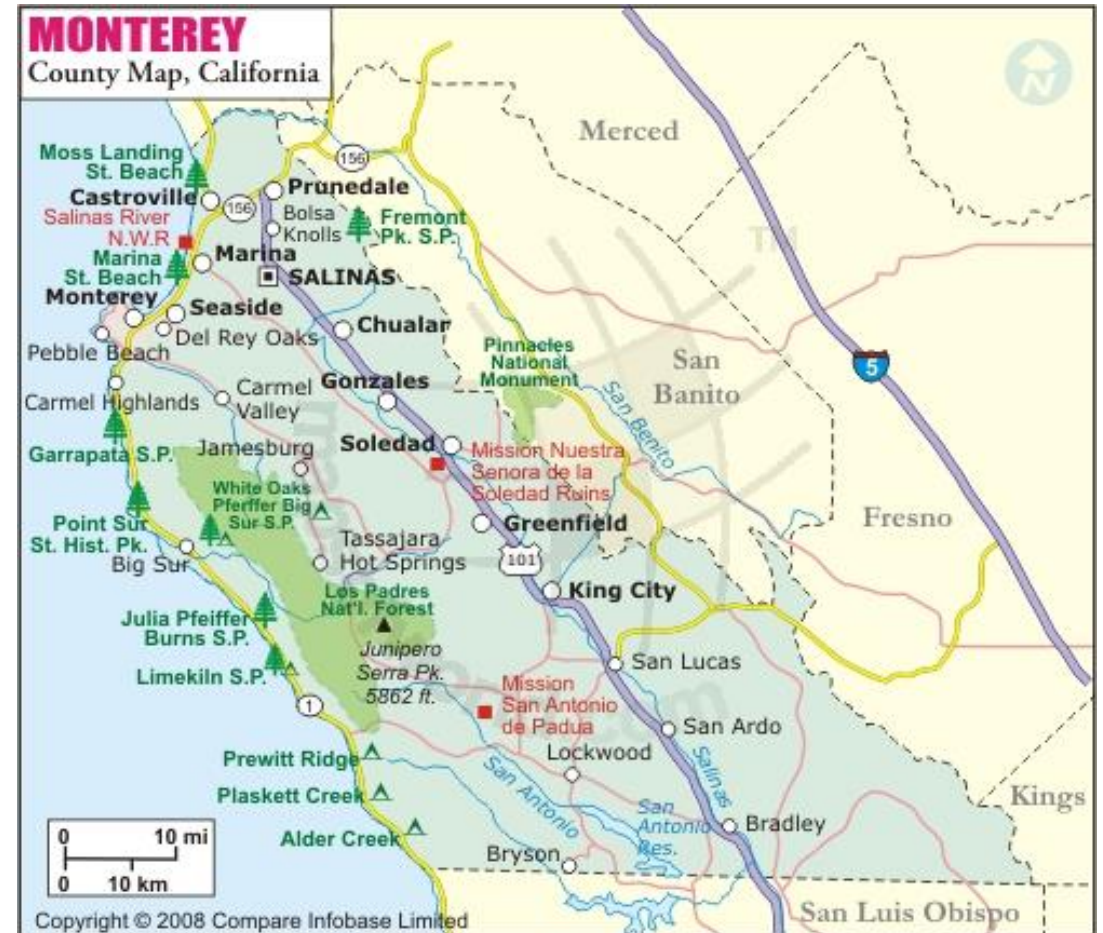 MONTEREY
County Map, California
N
Merced
Moss Landing
St. Beach
156
Prunedale
Castroville
156
Bolsa
Knolls
Fremont
Pk. S.P.
Salinas River
N.W.R
TM
Marina
Marina
St. Beach
SALINAS
Monterey
Seaside
Chualar
Del Rey Oaks
Pebble Beach
Pinnacles
National
Monument
San
Banito
5
Gonzales
Carmel
Valley
Carmel Highlands
San Benito
Soledad
Jamesburg
Garrapata S.P.
Mission Nuestra
Senora de la
Soledad Ruins
White Oaks
Pferffer Big
Sur S.P.
Point Sur
St. Hist. Pk.
Greenfield
Fresno
Big Sur
Tassajara
Hot Springs
101
King City
Los Padres
Nat'l. Forest
Julia Pfeiffer
Burns S.P.
Junipero
Serra Pk.
5862 ft.
San Lucas
Limekiln S.P.
Mission
San Antonio
de Padua
1
San Ardo
Prewitt Ridge
Lockwood
San Antonio
Salinas
Plaskett Creek
Kings
San
Antonio
Res.
Bradley
Alder Creek
Bryson
0 10 mi
0 10 km
San Luis Obispo
Copyright © 2008 Compare Infobase Limited